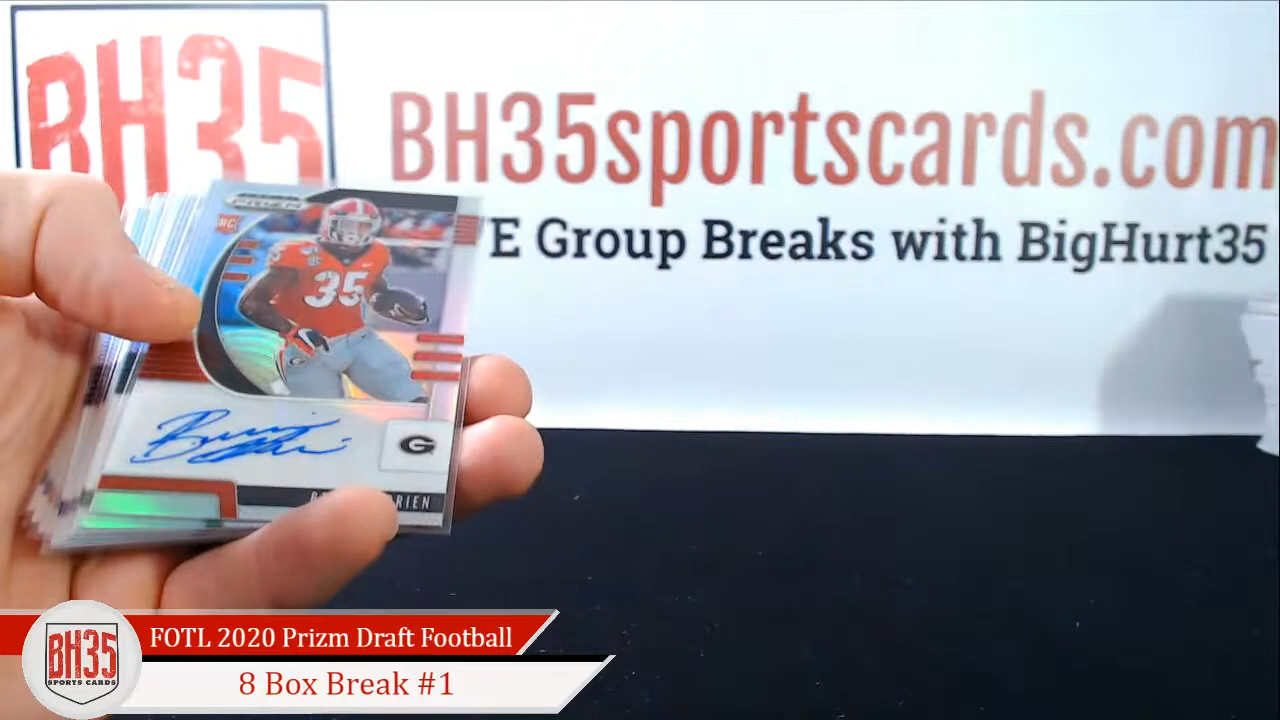 BH35
BH35sportscards.com
E Group Breaks with BigHurt35
PRIZM
RC
35
G
RIEN
FOTL 2020 Prizm Draft Football
8 Box Break #1
BH35
SPORTS CARDS